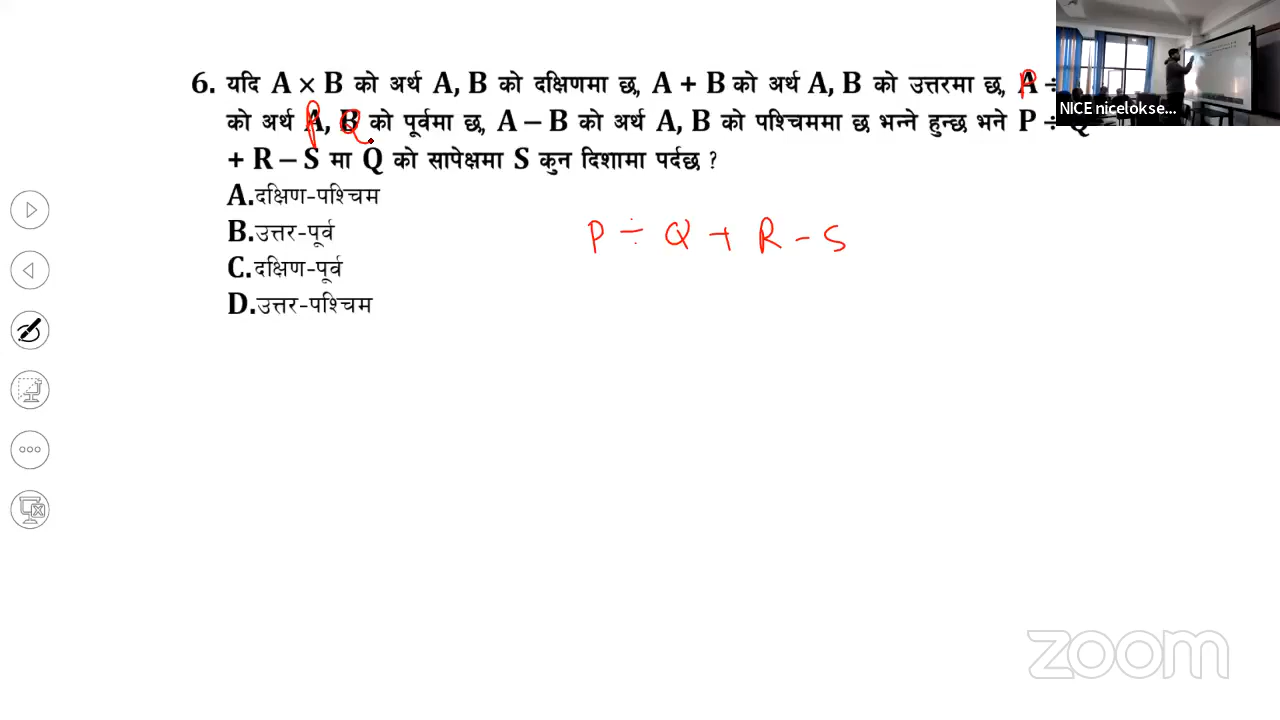 6. यदि A × B को अर्थ A, B को दक्षिणमा छ, A + B को अर्थ A, B को उत्तरमा छ, A ÷
को अर्थ A, B को पूर्वमा छ, A − B को अर्थ A, B को पश्चिममा छ भन्ने हुन्छ भने P ÷ Q
+ R − S मा Q को सापेक्षमा S कुन दिशामा पर्दछ ?
A.दक्षिण-पश्चिम
B.उत्तर-पूर्व
C.दक्षिण-पूर्व
D.उत्तर-पश्चिम
P ÷ Q + R − S
P
P Q
NICE nicelokse...
zoom